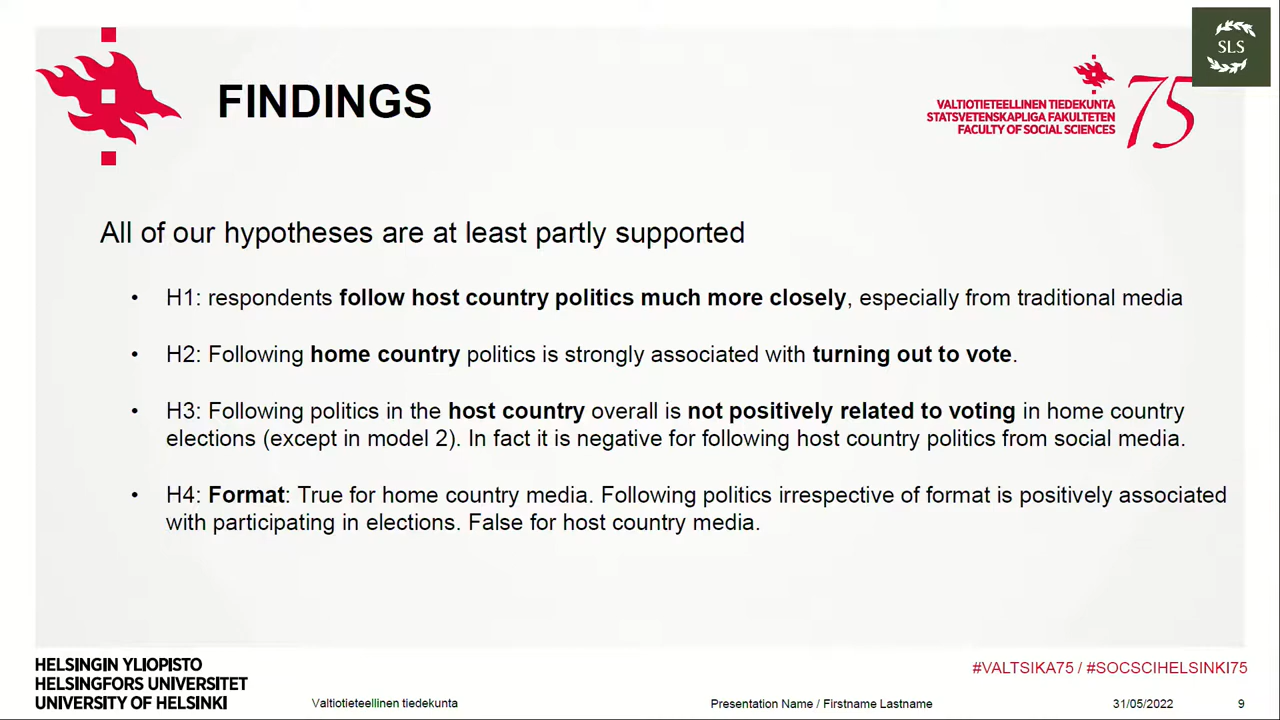 SLS
FINDINGS
VALTIOTIETEELLINEN TIEDEKUNTA
STATSVETENSKAPLIGA FAKULTETEN
FACULTY OF SOCIAL SCIENCES
75
All of our hypotheses are at least partly supported
• H1: respondents follow host country politics much more closely, especially from traditional media
• H2: Following home country politics is strongly associated with turning out to vote.
• H3: Following politics in the host country overall is not positively related to voting in home country
elections (except in model 2). In fact it is negative for following host country politics from social media.
• H4: Format: True for home country media. Following politics irrespective of format is positively associated
with participating in elections. False for host country media.
HELSINGIN YLIOPISTO
HELSINGFORS UNIVERSITET
UNIVERSITY OF HELSINKI
#VALTSIKA75 / #SOCSCIHELSINKI75
Valtiotieteellinen tiedekunta
Presentation Name / Firstname Lastname
31/05/2022
9